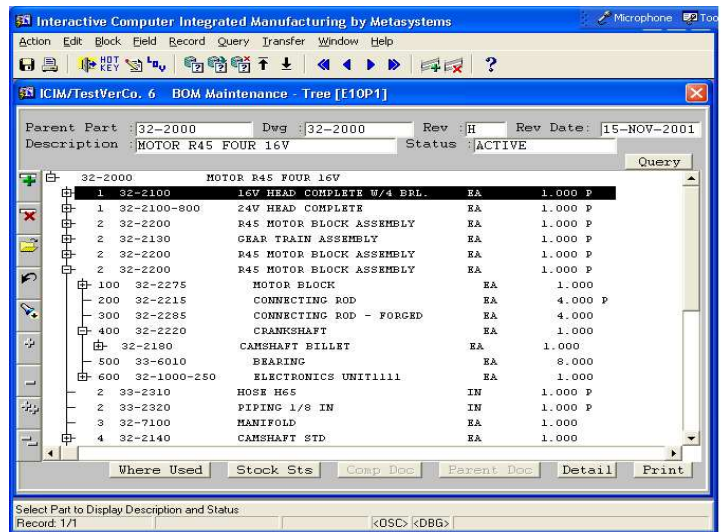 Interactive Computer Integrated Manufacturing by Metasystems
Microphone Too
Action Edit Block Field Record Query Transfer Window Help
HOT KEY ?
ICIM/TestVerCo. 6 BOM Maintenance - Tree [E10P1]
Parent Part :32-2000 Dwg :32-2000 Rev :H Rev Date: 15-NOV-2001
Description :MOTOR R45 FOUR 16V Status :ACTIVE
Query
32-2000 MOTOR R45 FOUR 16V
1 32-2100 16V HEAD COMPLETE W/4 BRL. EA 1.000 P
1 32-2100-800 24V HEAD COMPLETE EA 1.000 P
2 32-2200 R45 MOTOR BLOCK ASSEMBLY EA 1.000 P
2 32-2130 GEAR TRAIN ASSEMBLY EA 1.000 P
2 32-2200 R45 MOTOR BLOCK ASSEMBLY EA 1.000 P
2 32-2200 R45 MOTOR BLOCK ASSEMBLY EA 1.000 P
100 32-2275 MOTOR BLOCK EA 1.000
200 32-2215 CONNECTING ROD EA 4.000 P
300 32-2285 CONNECTING ROD - FORGED EA 4.000
400 32-2220 CRANKSHAFT EA 1.000
32-2180 CAMSHAFT BILLET EA 1.000
500 33-6010 BEARING EA 8.000
600 32-1000-250 ELECTRONICS UNIT1111 EA 1.000
2 33-2310 HOSE H65 IN 1.000 P
2 33-2320 PIPING 1/8 IN IN 1.000 P
3 32-7100 MANIFOLD EA 1.000
4 32-2140 CAMSHAFT STD EA 1.000
Where Used Stock Sts Comp Doc Parent Doc Detail Print
Select Part to Display Description and Status
Record: 1/1 <OSC> <DBG>